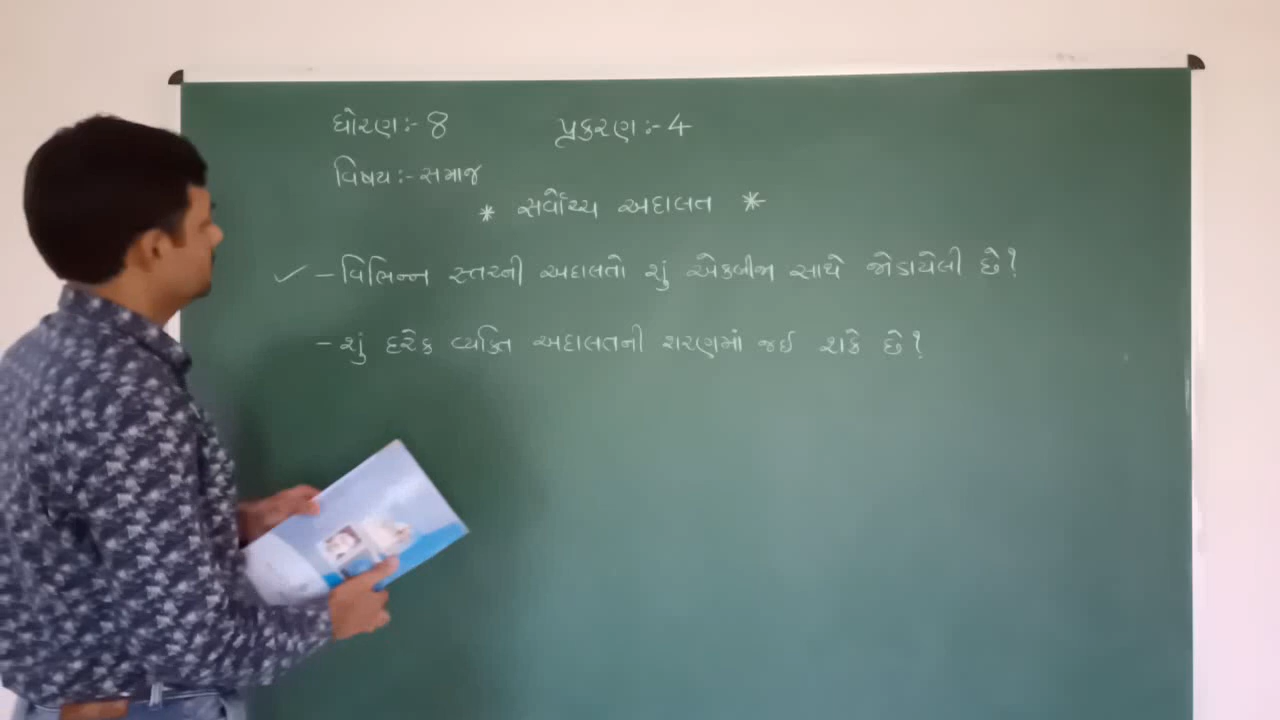 ધોરણ:- 8 પ્રકરણ:- 4
વિષય:- સમાજ
* સર્વોચ્ચ અદાલત *
✓ - વિભિન્ન સ્તરની અદાલતો શું એકબીજા સાથે જોડાયેલી છે?
- શું દરેક વ્યક્તિ અદાલતની શરણમાં જઈ શકે છે?